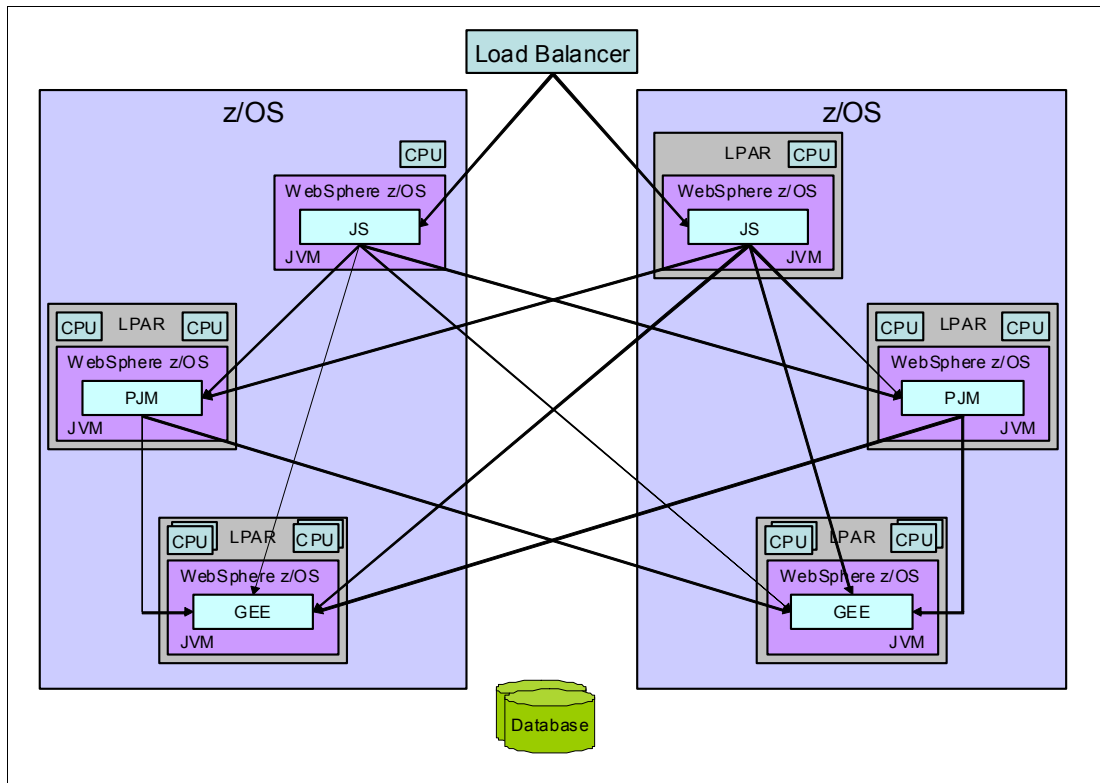 Load Balancer
z/OS
CPU
WebSphere z/OS
JS
JVM
CPU
LPAR
CPU
WebSphere z/OS
PJM
JVM
CPU
LPAR
CPU
WebSphere z/OS
GEE
JVM
z/OS
LPAR
CPU
WebSphere z/OS
JS
JVM
CPU
LPAR
CPU
WebSphere z/OS
PJM
JVM
CPU
LPAR
CPU
WebSphere z/OS
GEE
JVM
Database